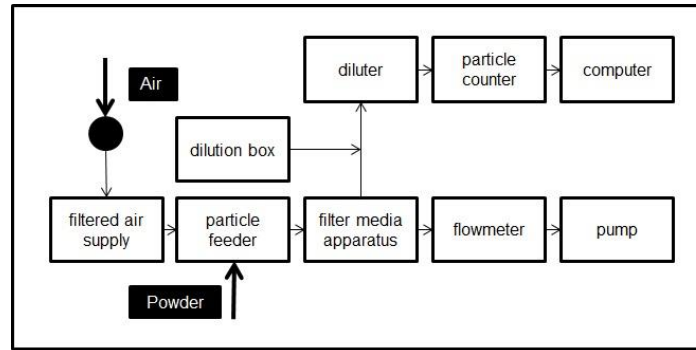 Air
diluter
particle
counter
computer
dilution box
filtered air
supply
particle
feeder
filter media
apparatus
flowmeter
pump
Powder